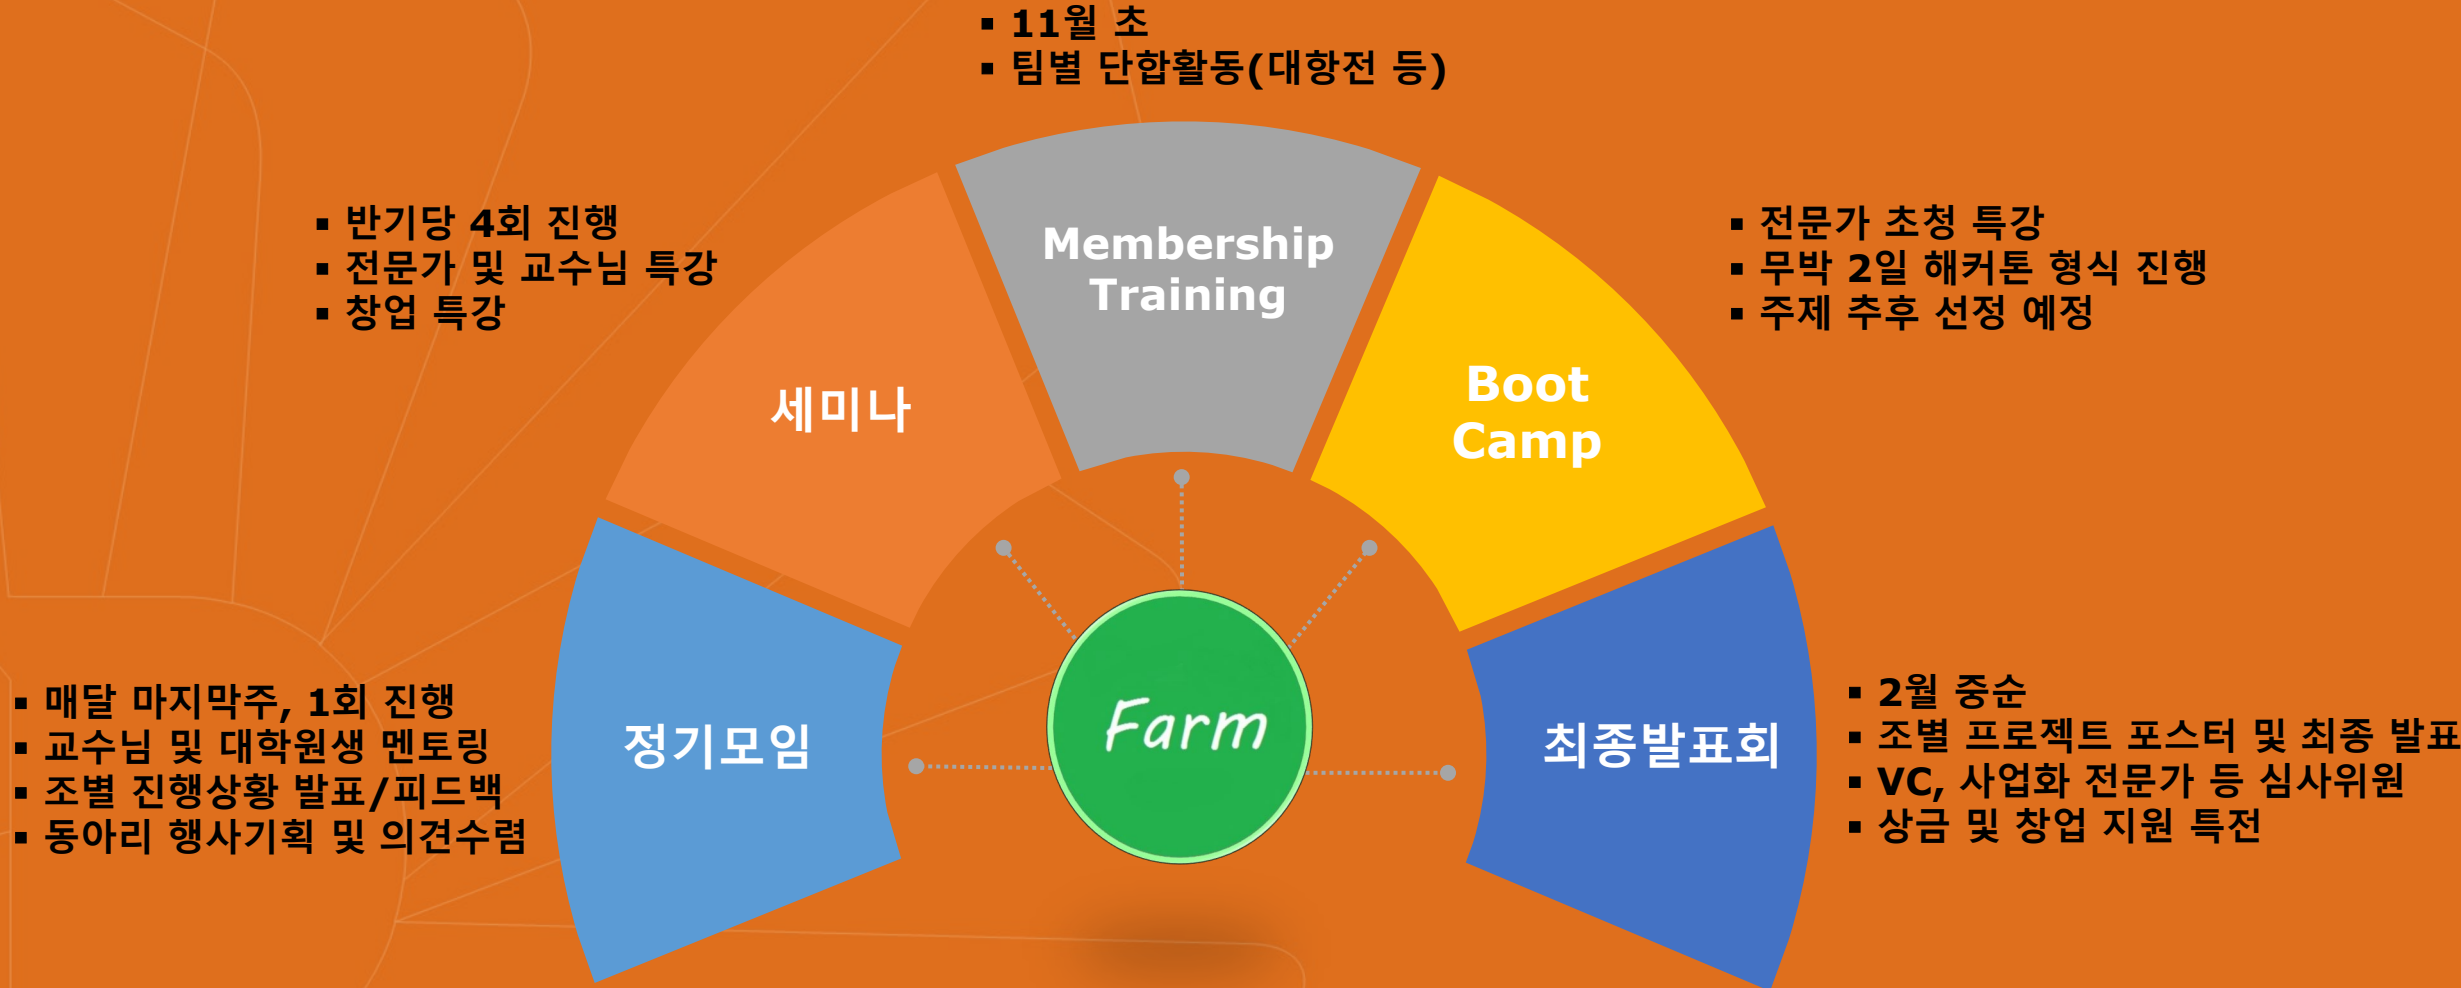 ▪ 11월 초
▪ 팀별 단합활동(대항전 등)
▪ 반기당 4회 진행
▪ 전문가 및 교수님 특강
▪ 창업 특강
▪ 전문가 초청 특강
▪ 무박 2일 해커톤 형식 진행
▪ 주제 추후 선정 예정
Membership
Training
세미나
Boot
Camp
▪ 매달 마지막주, 1회 진행
▪ 교수님 및 대학원생 멘토링
▪ 조별 진행상황 발표/피드백
▪ 동아리 행사기획 및 의견수렴
정기모임
Farm
최종발표회
▪ 2월 중순
▪ 조별 프로젝트 포스터 및 최종 발표
▪ VC, 사업화 전문가 등 심사위원
▪ 상금 및 창업 지원 특전